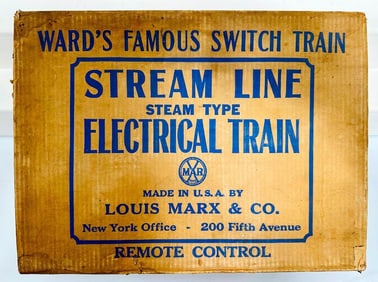 WARD'S FAMOUS SWITCH TRAIN
STREAM LINE
STEAM TYPE
ELECTRICAL TRAIN
MAR
MADE IN U.S.A. BY
LOUIS MARX & CO.
New York Office - 200 Fifth Avenue
REMOTE CONTROL